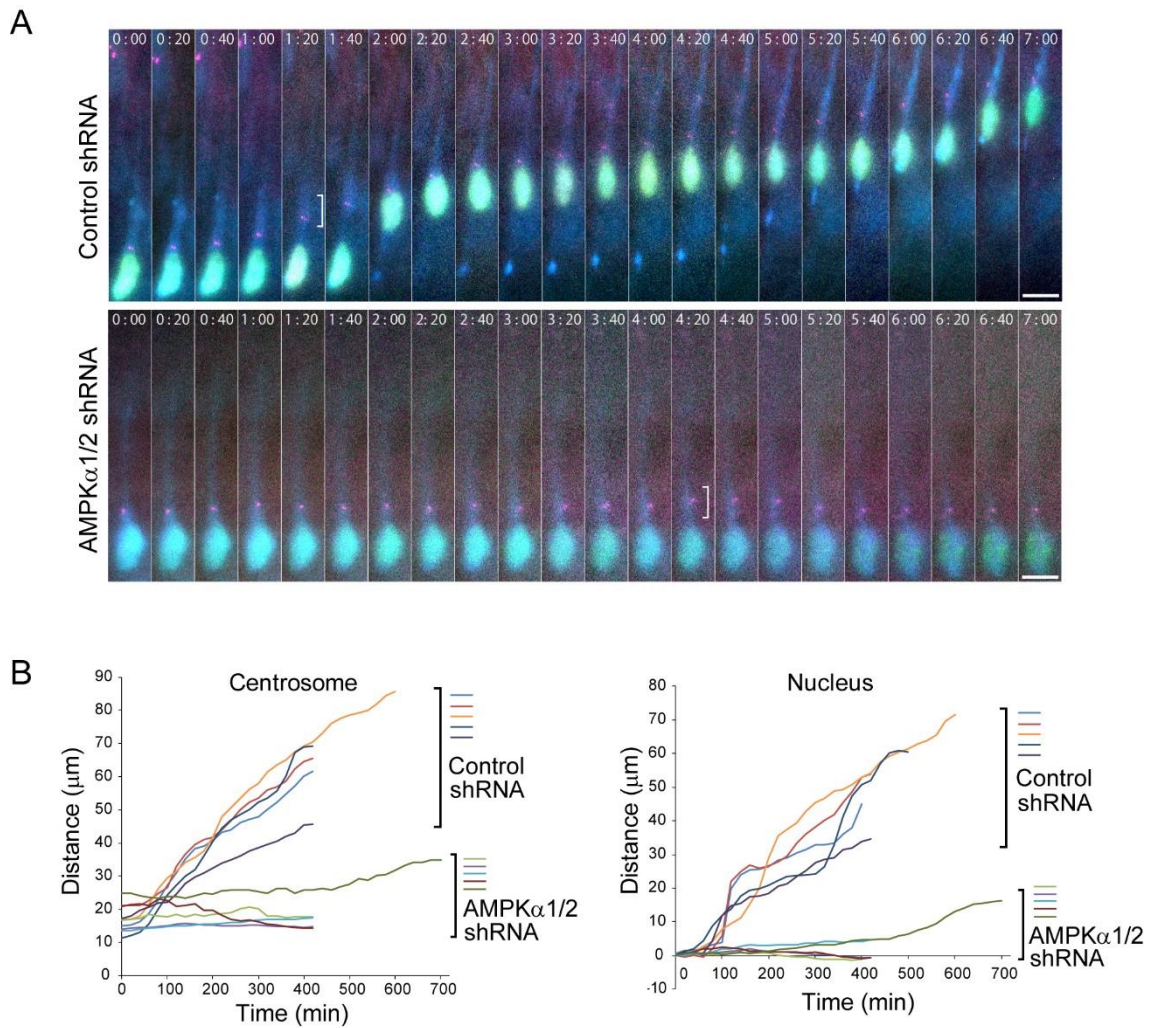 A
Control shRNA
0:00 0:20 0:40 1:00 1:20 1:40 2:00 2:20 2:40 3:00 3:20 3:40 4:00 4:20 4:40 5:00 5:20 5:40 6:00 6:20 6:40 7:00
AMPKα1/2 shRNA
0:00 0:20 0:40 1:00 1:20 1:40 2:00 2:20 2:40 3:00 3:20 3:40 4:00 4:20 4:40 5:00 5:20 5:40 6:00 6:20 6:40 7:00
B
Centrosome
Distance (μm)
90
80
70
60
50
40
30
20
10
0
0 100 200 300 400 500 600 700
Time (min)
Control
shRNA
AMPKα1/2
shRNA
Nucleus
Distance (μm)
80
70
60
50
40
30
20
10
0
-10
0 100 200 300 400 500 600 700
Time (min)
Control
shRNA
AMPKα1/2
shRNA